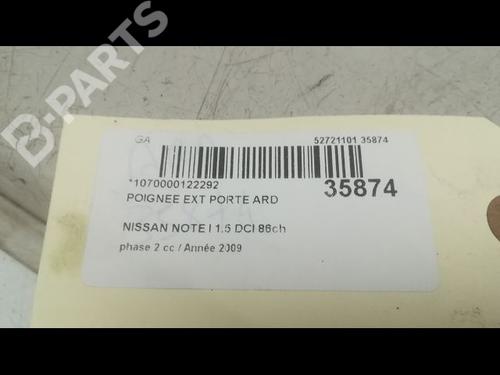 B-PARTS
GA 52721101 35874
*1070000122292 35874
POIGNEE EXT PORTE ARD
NISSAN NOTE I 1.5 DCI 86ch
phase 2 cc / Année 2009